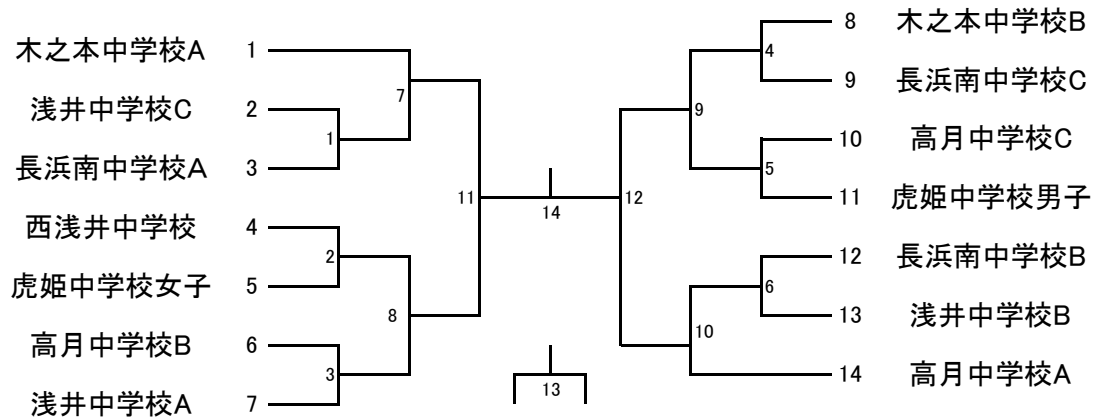 木之本中学校A 1
浅井中学校C 2
長浜南中学校A 3
西浅井中学校 4
虎姫中学校女子 5
高月中学校B 6
浅井中学校A 7
1
2
3
7
8
11
14
13
12
9
10
4
5
6
8 木之本中学校B
9 長浜南中学校C
10 高月中学校C
11 虎姫中学校男子
12 長浜南中学校B
13 浅井中学校B
14 高月中学校A